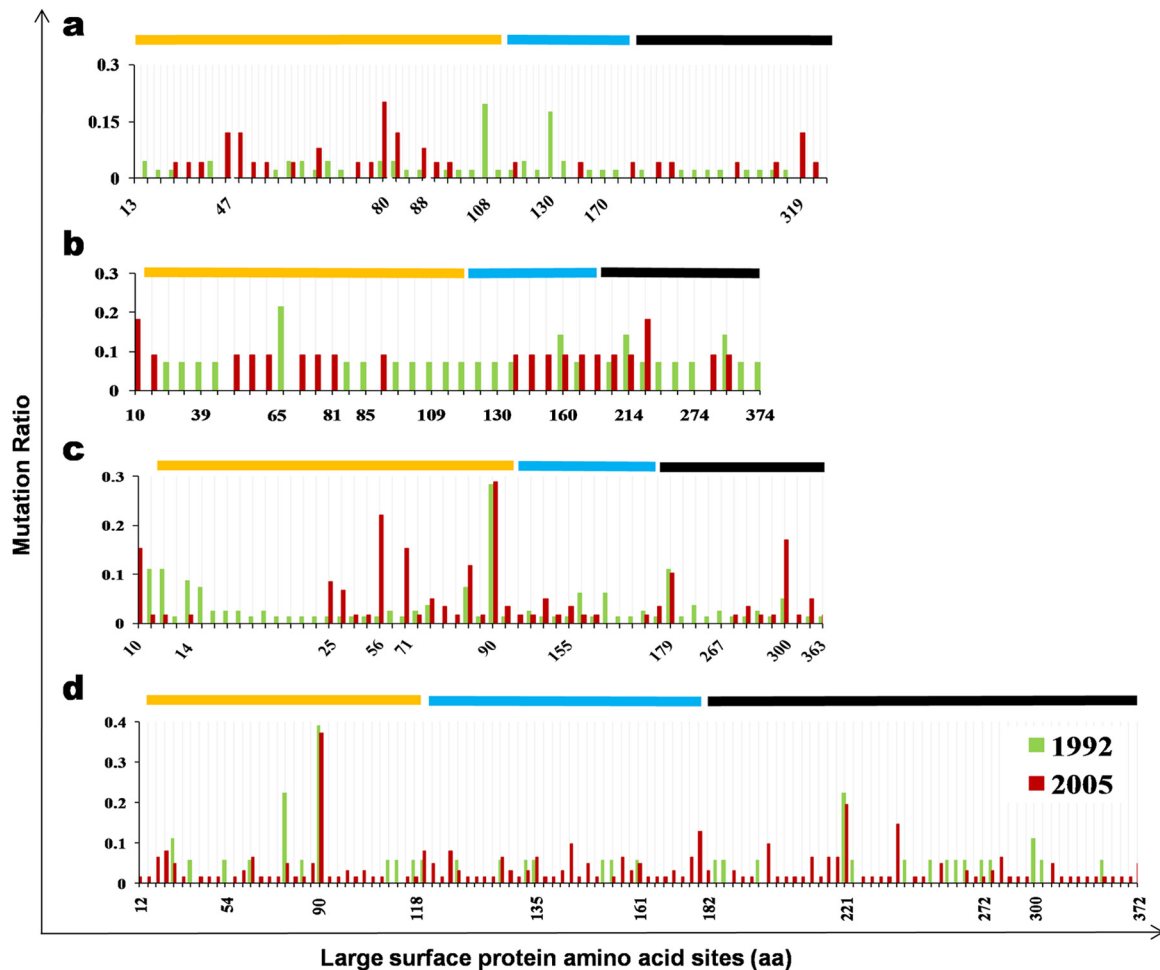 a
0.3
0.15
0
13 47 80 88 108 130 170 319
b
0.3
0.2
0.1
0
10 39 65 81 85 109 130 160 214 274 374
c
0.3
0.2
0.1
0
10 14 25 56 71 90 155 179 267 300 363
d
0.4
0.3
0.2
0.1
0
1992
2005
12 54 90 118 135 161 182 221 272 300 372
Mutation Ratio
Large surface protein amino acid sites (aa)